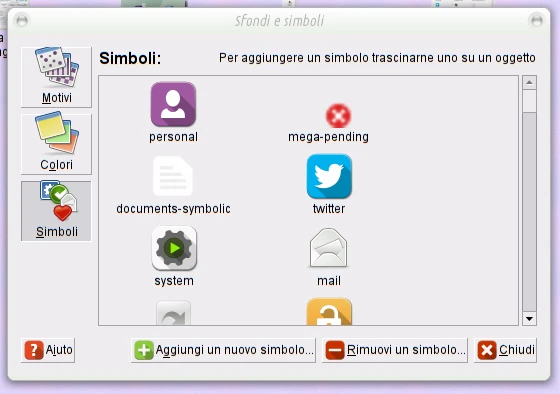 Sfondi e simboli
Simboli:
Per aggiungere un simbolo trascinarne uno su un oggetto
Motivi
Colori
Simboli
personal
mega-pending
documents-symbolic
twitter
system
mail
Aiuto
Aggiungi un nuovo simbolo...
Rimuovi un simbolo...
Chiudi